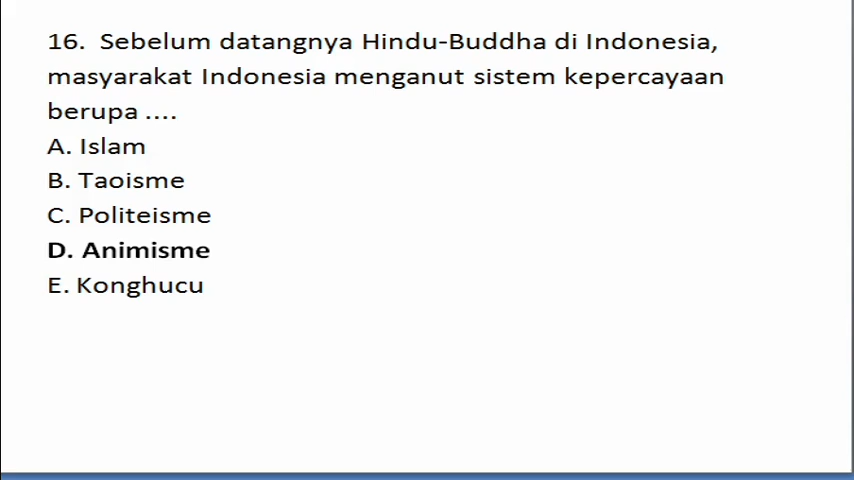 16. Sebelum datangnya Hindu-Buddha di Indonesia,
masyarakat Indonesia menganut sistem kepercayaan
berupa ....
A. Islam
B. Taoisme
C. Politeisme
D. Animisme
E. Konghucu